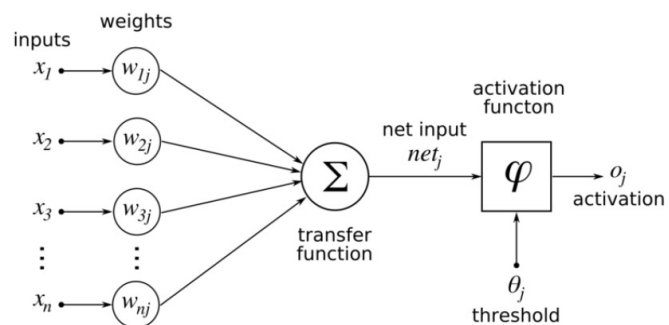 weights
inputs
x1 w1j
x2 w2j
x3 w3j
⋮ ⋮
xn wnj
Σ
transfer
function
net input
netj
activation
functon
φ
oj
activation
θj
threshold